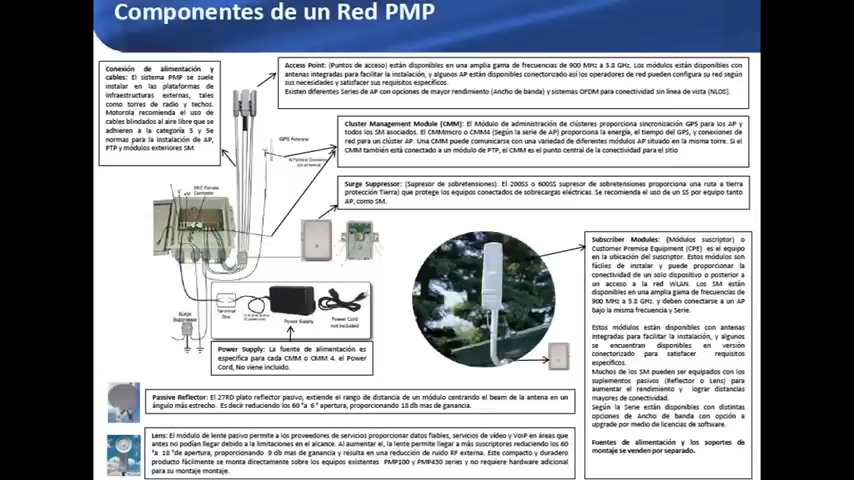 Componentes de un Red PMP
Conexión de alimentación y
cables: El sistema PMP se suele
instalar en las plataformas de
infraestructuras externas, tales
como torres de radio y techos.
Motorola recomienda el uso de
cables blindados al aire libre que se
adhieren a la categoría 5 y 5e
normas para la instalación de AP,
PTP y módulos exteriores SM.
Access Point: (Puntos de acceso) están disponibles en una amplia gama de frecuencias de 900 MHz a 5.8 GHz. Los módulos están disponibles con
antenas integradas para facilitar la instalación, y algunos AP están disponibles conectorizado así los operadores de red pueden configura su red según
sus necesidades y satisfacer sus requisitos específicos.
Existen diferentes Series de AP con opciones de mayor rendimiento (Ancho de banda) y sistemas OFDM para conectividad sin línea de vista (NLOS).
Cluster Management Module (CMM): El Módulo de administración de clústeres proporciona sincronización GPS para los AP y
todos los SM asociados. El CMMmicro o CMM4 (Según la serie de AP) proporciona la energía, el tiempo del GPS, y conexiones de
red para un clúster AP. Una CMM puede comunicarse con una variedad de diferentes módulos AP situado en la misma torre. Si el
CMM también está conectado a un módulo de PTP, el CMM es el punto central de la conectividad para el sitio
GPS Antenna
Surge Suppressor: (Supresor de sobretensiones): El 200SS o 600SS supresor de sobretensiones proporciona una ruta a tierra
protección Tierra) que protege los equipos conectados de sobrecargas eléctricas. Se recomienda el uso de un SS por equipo tanto
AP, como SM.
BNC Female
Connector
Subscriber Modules: (Módulos suscriptor) o
Customer Premise Equipment (CPE) es el equipo
en la ubicación del suscriptor. Estos módulos son
fáciles de instalar y puede proporcionar la
conectividad de un solo dispositivo o posterior a
un acceso a la red WLAN. Los SM están
disponibles en una amplia gama de frecuencias de
900 MHz a 5.8 GHz. y deben conectarse a un AP
bajo la misma frecuencia y Serie.
Estos módulos están disponibles con antenas
integradas para facilitar la instalación, y algunos
se encuentran disponibles en versión
conectorizado para satisfacer requisitos
específicos.
Muchos de los SM pueden ser equipados con los
suplementos pasivos (Reflector o Lens) para
aumentar el rendimiento y lograr distancias
mayores de conectividad.
Según la Serie están disponibles con distintas
opciones de Ancho de banda con opción a
upgrade por medio de licencias de software.
Fuentes de alimentación y los soportes de
montaje se venden por separado.
Surge
Suppressor
Terminal
Box
Power Supply
Power Cord
not included
Power Supply: La fuente de alimentación es
especifica para cada CMM o CMM 4. el Power
Cord, No viene incluido.
Passive Reflector: El 27RD plato reflector pasivo, extiende el rango de distancia de un módulo centrando el beam de la antena en un
ángulo más estrecho. Es decir reduciendo los 60 °a 6 ° apertura, proporcionando 18 db mas de ganancia.
Lens: El módulo de lente pasivo permite a los proveedores de servicios proporcionar datos fiables, servicios de vídeo y VoIP en áreas que
antes no podían llegar debido a la limitaciones en el alcance. Al aumentar el, la lente permite llegar a más suscriptores reduciendo los 60
°a 18 °de apertura, proporcionando 9 db mas de ganancia y resulta en una reducción de ruido RF externa. Este compacto y duradero
producto fácilmente se monta directamente sobre los equipos existentes PMP100 y PMP430 series y no requiere hardware adicional
para su montaje montaje.